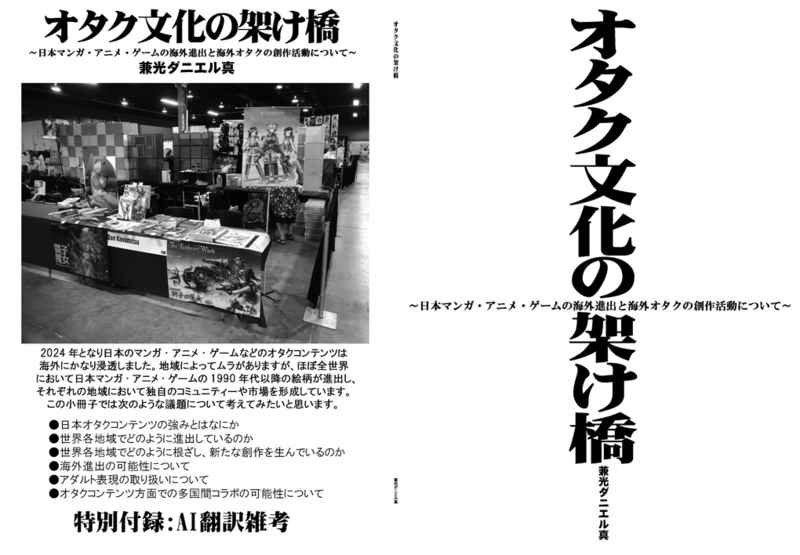 オタク文化の架け橋
～日本マンガ・アニメ・ゲームの海外進出と海外オタクの創作活動について～
兼光ダニエル真
Dan Kanemitsu
2024 年となり日本のマンガ・アニメ・ゲームなどのオタクコンテンツは
海外にかなり浸透しました。地域によってムラがありますが、ほぼ全世界
において日本マンガ・アニメ・ゲームの 1990 年代以降の絵柄が進出し、
それぞれの地域において独自のコミュニティーや市場を形成しています。
この小冊子では次のような議題について考えてみたいと思います。
●日本オタクコンテンツの強みとはなにか
●世界各地域でどのように進出しているのか
●世界各地域でどのように根ざし、新たな創作を生んでいるのか
●海外進出の可能性について
●アダルト表現の取り扱いについて
●オタクコンテンツ方面での多国間コラボの可能性について
特別付録：AI翻訳雑考
オタク文化の架け橋
兼光ダニエル真
オタク文化の架け橋
～日本マンガ・アニメ・ゲームの海外進出と海外オタクの創作活動について～
兼光ダニエル真